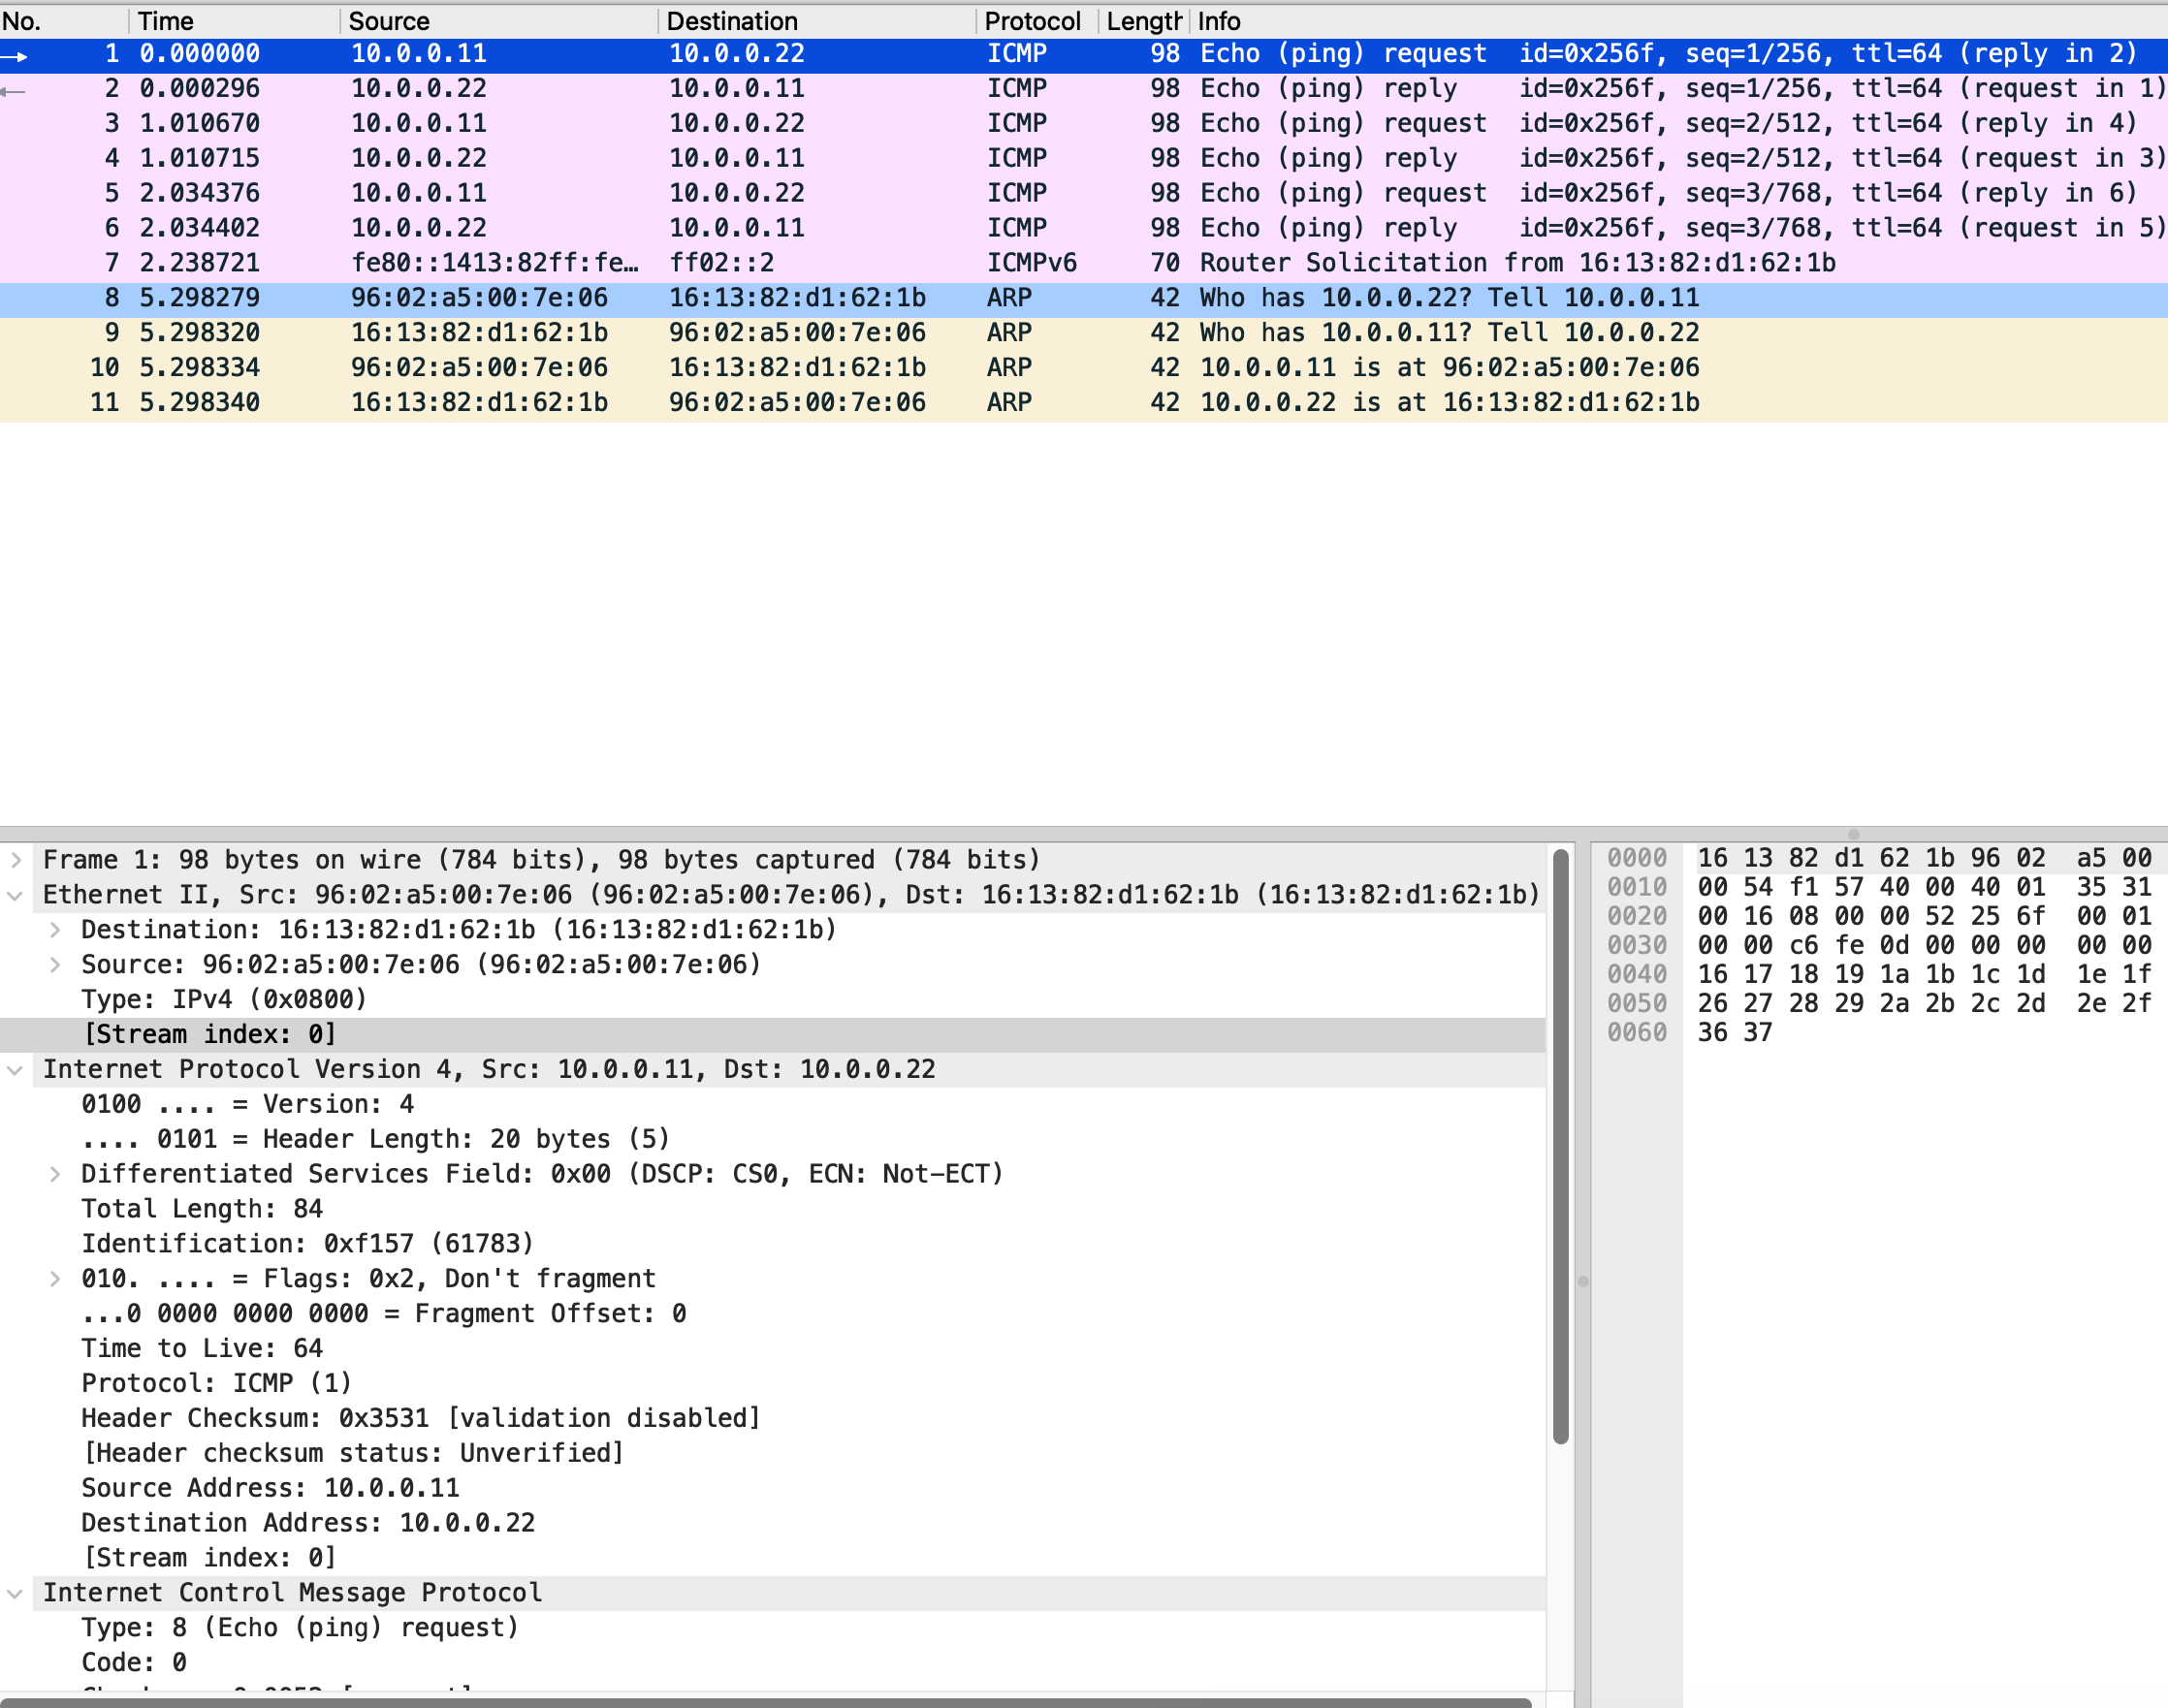 No. Time Source Destination Protocol Length Info
1 0.000000 10.0.0.11 10.0.0.22 ICMP 98 Echo (ping) request id=0x256f, seq=1/256, ttl=64 (reply in 2)
2 0.000296 10.0.0.22 10.0.0.11 ICMP 98 Echo (ping) reply id=0x256f, seq=1/256, ttl=64 (request in 1)
3 1.010670 10.0.0.11 10.0.0.22 ICMP 98 Echo (ping) request id=0x256f, seq=2/512, ttl=64 (reply in 4)
4 1.010715 10.0.0.22 10.0.0.11 ICMP 98 Echo (ping) reply id=0x256f, seq=2/512, ttl=64 (request in 3)
5 2.034376 10.0.0.11 10.0.0.22 ICMP 98 Echo (ping) request id=0x256f, seq=3/768, ttl=64 (reply in 6)
6 2.034402 10.0.0.22 10.0.0.11 ICMP 98 Echo (ping) reply id=0x256f, seq=3/768, ttl=64 (request in 5)
7 2.238721 fe80::1413:82ff:fe… ff02::2 ICMPv6 70 Router Solicitation from 16:13:82:d1:62:1b
8 5.298279 96:02:a5:00:7e:06 16:13:82:d1:62:1b ARP 42 Who has 10.0.0.22? Tell 10.0.0.11
9 5.298320 16:13:82:d1:62:1b 96:02:a5:00:7e:06 ARP 42 Who has 10.0.0.11? Tell 10.0.0.22
10 5.298334 96:02:a5:00:7e:06 16:13:82:d1:62:1b ARP 42 10.0.0.11 is at 96:02:a5:00:7e:06
11 5.298340 16:13:82:d1:62:1b 96:02:a5:00:7e:06 ARP 42 10.0.0.22 is at 16:13:82:d1:62:1b
Frame 1: 98 bytes on wire (784 bits), 98 bytes captured (784 bits)
Ethernet II, Src: 96:02:a5:00:7e:06 (96:02:a5:00:7e:06), Dst: 16:13:82:d1:62:1b (16:13:82:d1:62:1b)
Destination: 16:13:82:d1:62:1b (16:13:82:d1:62:1b)
Source: 96:02:a5:00:7e:06 (96:02:a5:00:7e:06)
Type: IPv4 (0x0800)
[Stream index: 0]
Internet Protocol Version 4, Src: 10.0.0.11, Dst: 10.0.0.22
0100 .... = Version: 4
.... 0101 = Header Length: 20 bytes (5)
Differentiated Services Field: 0x00 (DSCP: CS0, ECN: Not-ECT)
Total Length: 84
Identification: 0xf157 (61783)
010. .... = Flags: 0x2, Don't fragment
...0 0000 0000 0000 = Fragment Offset: 0
Time to Live: 64
Protocol: ICMP (1)
Header Checksum: 0x3531 [validation disabled]
[Header checksum status: Unverified]
Source Address: 10.0.0.11
Destination Address: 10.0.0.22
[Stream index: 0]
Internet Control Message Protocol
Type: 8 (Echo (ping) request)
Code: 0
0000 16 13 82 d1 62 1b 96 02 a5 00
0010 00 54 f1 57 40 00 40 01 35 31
0020 00 16 08 00 00 52 25 6f 00 01
0030 00 00 c6 fe 0d 00 00 00 00 00
0040 16 17 18 19 1a 1b 1c 1d 1e 1f
0050 26 27 28 29 2a 2b 2c 2d 2e 2f
0060 36 37